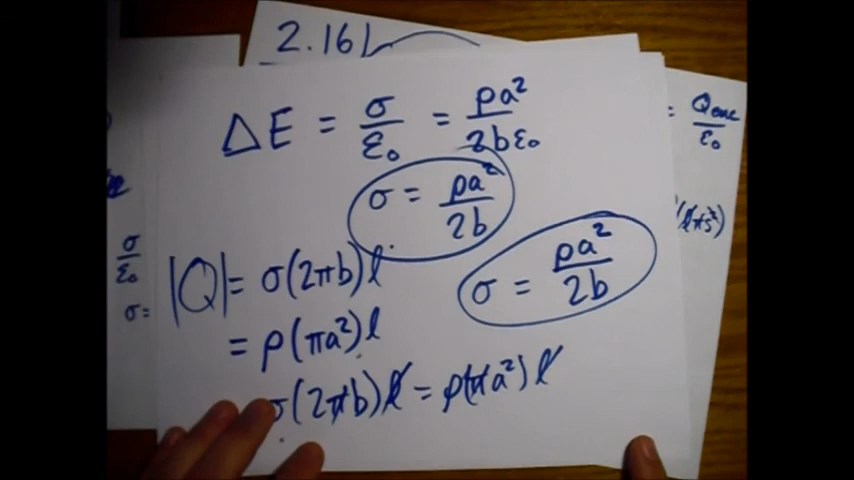 2.16
ΔE = σ/ε₀ = ρa²/2bε₀
= Qenc/ε₀
σ = ρa²/2b
σ/ε₀
σ =
|Q| = σ(2πb)l
σ = ρa²/2b
= ρ(πa²)l
σ(2πb)l = ρ(πa²)l